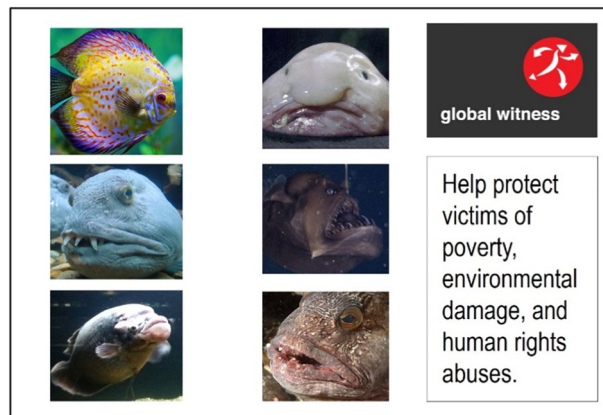 global witness
Help protect
victims of
poverty,
environmental
damage, and
human rights
abuses.